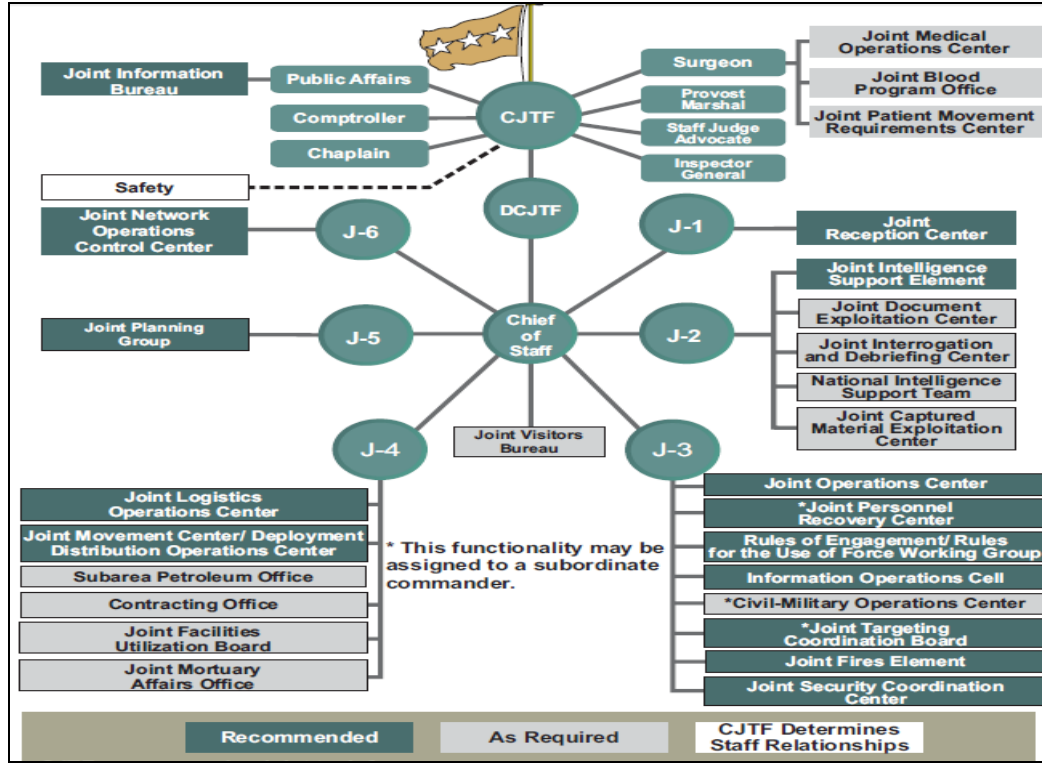 Joint Information
Bureau
Public Affairs
Comptroller
Chaplain
CJTF
Surgeon
Provost
Marshal
Staff Judge
Advocate
Inspector
General
Joint Medical
Operations Center
Joint Blood
Program Office
Joint Patient Movement
Requirements Center
Safety
DCJTF
Joint Network
Operations
Control Center
J-6
J-1
Joint
Reception Center
Joint Planning
Group
J-5
Chief
of
Staff
J-2
Joint Intelligence
Support Element
Joint Document
Exploitation Center
Joint Interrogation
and Debriefing Center
National Intelligence
Support Team
Joint Captured
Material Exploitation
Center
J-4
Joint Visitors
Bureau
J-3
Joint Logistics
Operations Center
Joint Movement Center/ Deployment
Distribution Operations Center
Subarea Petroleum Office
Contracting Office
Joint Facilities
Utilization Board
Joint Mortuary
Affairs Office
* This functionality may be
assigned to a subordinate
commander.
Joint Operations Center
*Joint Personnel
Recovery Center
Rules of Engagement/ Rules
for the Use of Force Working Group
Information Operations Cell
*Civil-Military Operations Center
*Joint Targeting
Coordination Board
Joint Fires Element
Joint Security Coordination
Center
Recommended
As Required
CJTF Determines
Staff Relationships